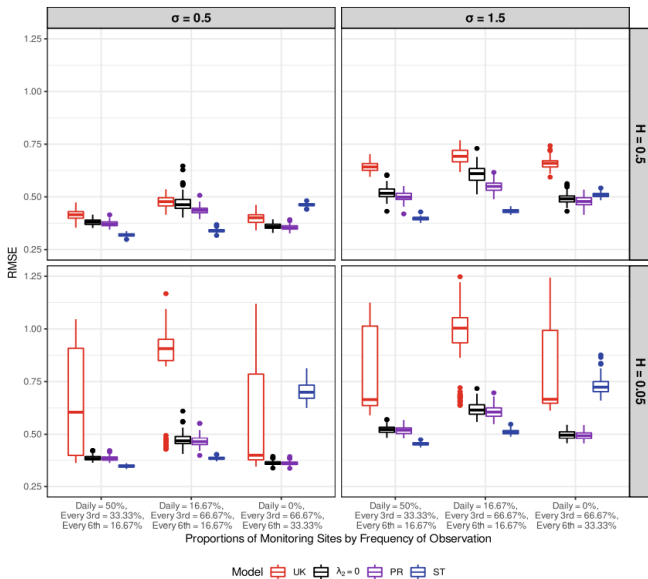 σ = 0.5 σ = 1.5
1.25
1.00
0.75
0.50
0.25
H = 0.5
RMSE
1.25
1.00
0.75
0.50
0.25
H = 0.05
Daily = 50%, Daily = 16.67%, Daily = 0%, Daily = 50%, Daily = 16.67%, Daily = 0%,
Every 3rd = 33.33%, Every 3rd = 66.67%, Every 3rd = 66.67%, Every 3rd = 33.33%, Every 3rd = 66.67%, Every 3rd = 66.67%,
Every 6th = 16.67% Every 6th = 16.67% Every 6th = 33.33% Every 6th = 16.67% Every 6th = 16.67% Every 6th = 33.33%
Proportions of Monitoring Sites by Frequency of Observation
Model UK λ₂ = 0 PR ST